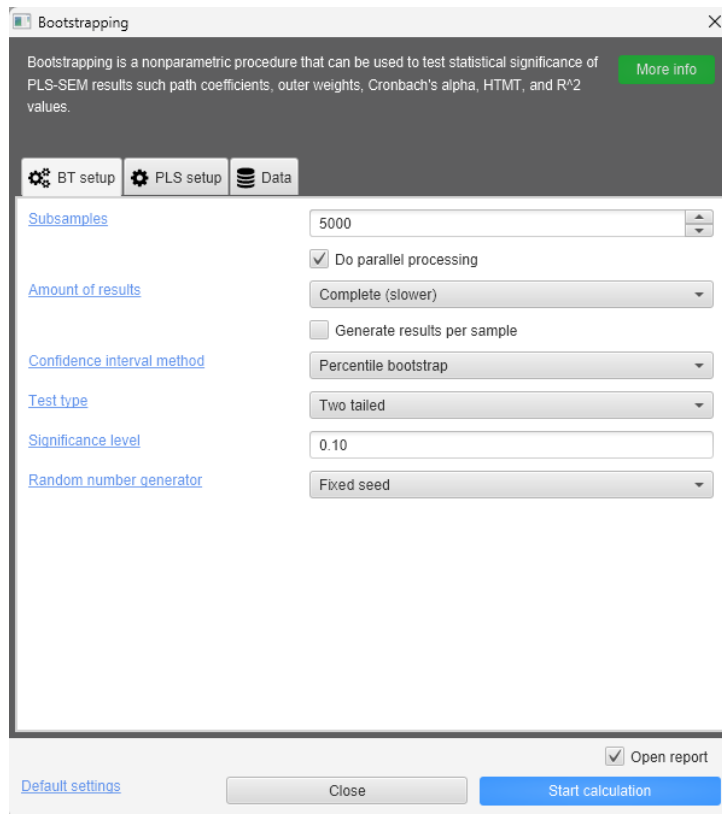 Bootstrapping
Bootstrapping is a nonparametric procedure that can be used to test statistical significance of
PLS-SEM results such path coefficients, outer weights, Cronbach's alpha, HTMT, and R^2
values.
More info
BT setup PLS setup Data
Subsamples 5000
Do parallel processing
Amount of results Complete (slower)
Generate results per sample
Confidence interval method Percentile bootstrap
Test type Two tailed
Significance level 0.10
Random number generator Fixed seed
Open report
Default settings Close Start calculation